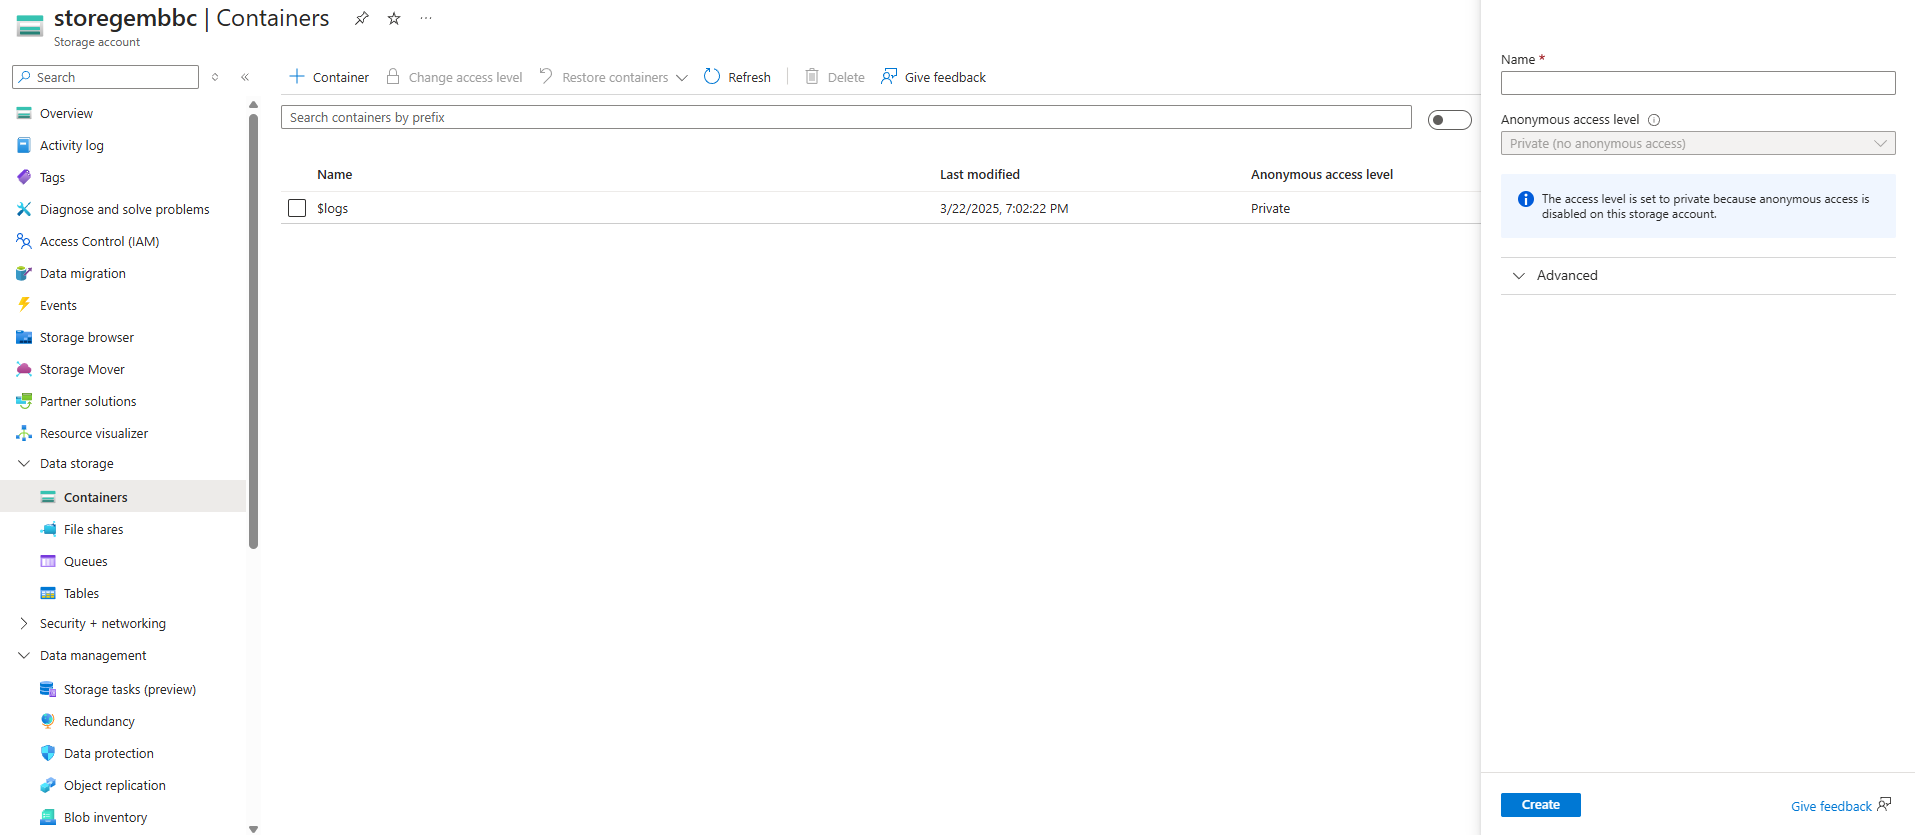 storegembbc | Containers
Storage account
Search
Overview
Activity log
Tags
Diagnose and solve problems
Access Control (IAM)
Data migration
Events
Storage browser
Storage Mover
Partner solutions
Resource visualizer
Data storage
Containers
File shares
Queues
Tables
Security + networking
Data management
Storage tasks (preview)
Redundancy
Data protection
Object replication
Blob inventory
Container Change access level Restore containers Refresh Delete Give feedback
Search containers by prefix
Name Last modified Anonymous access level
$logs 3/22/2025, 7:02:22 PM Private
Name *
Anonymous access level
Private (no anonymous access)
The access level is set to private because anonymous access is
disabled on this storage account.
Advanced
Create Give feedback